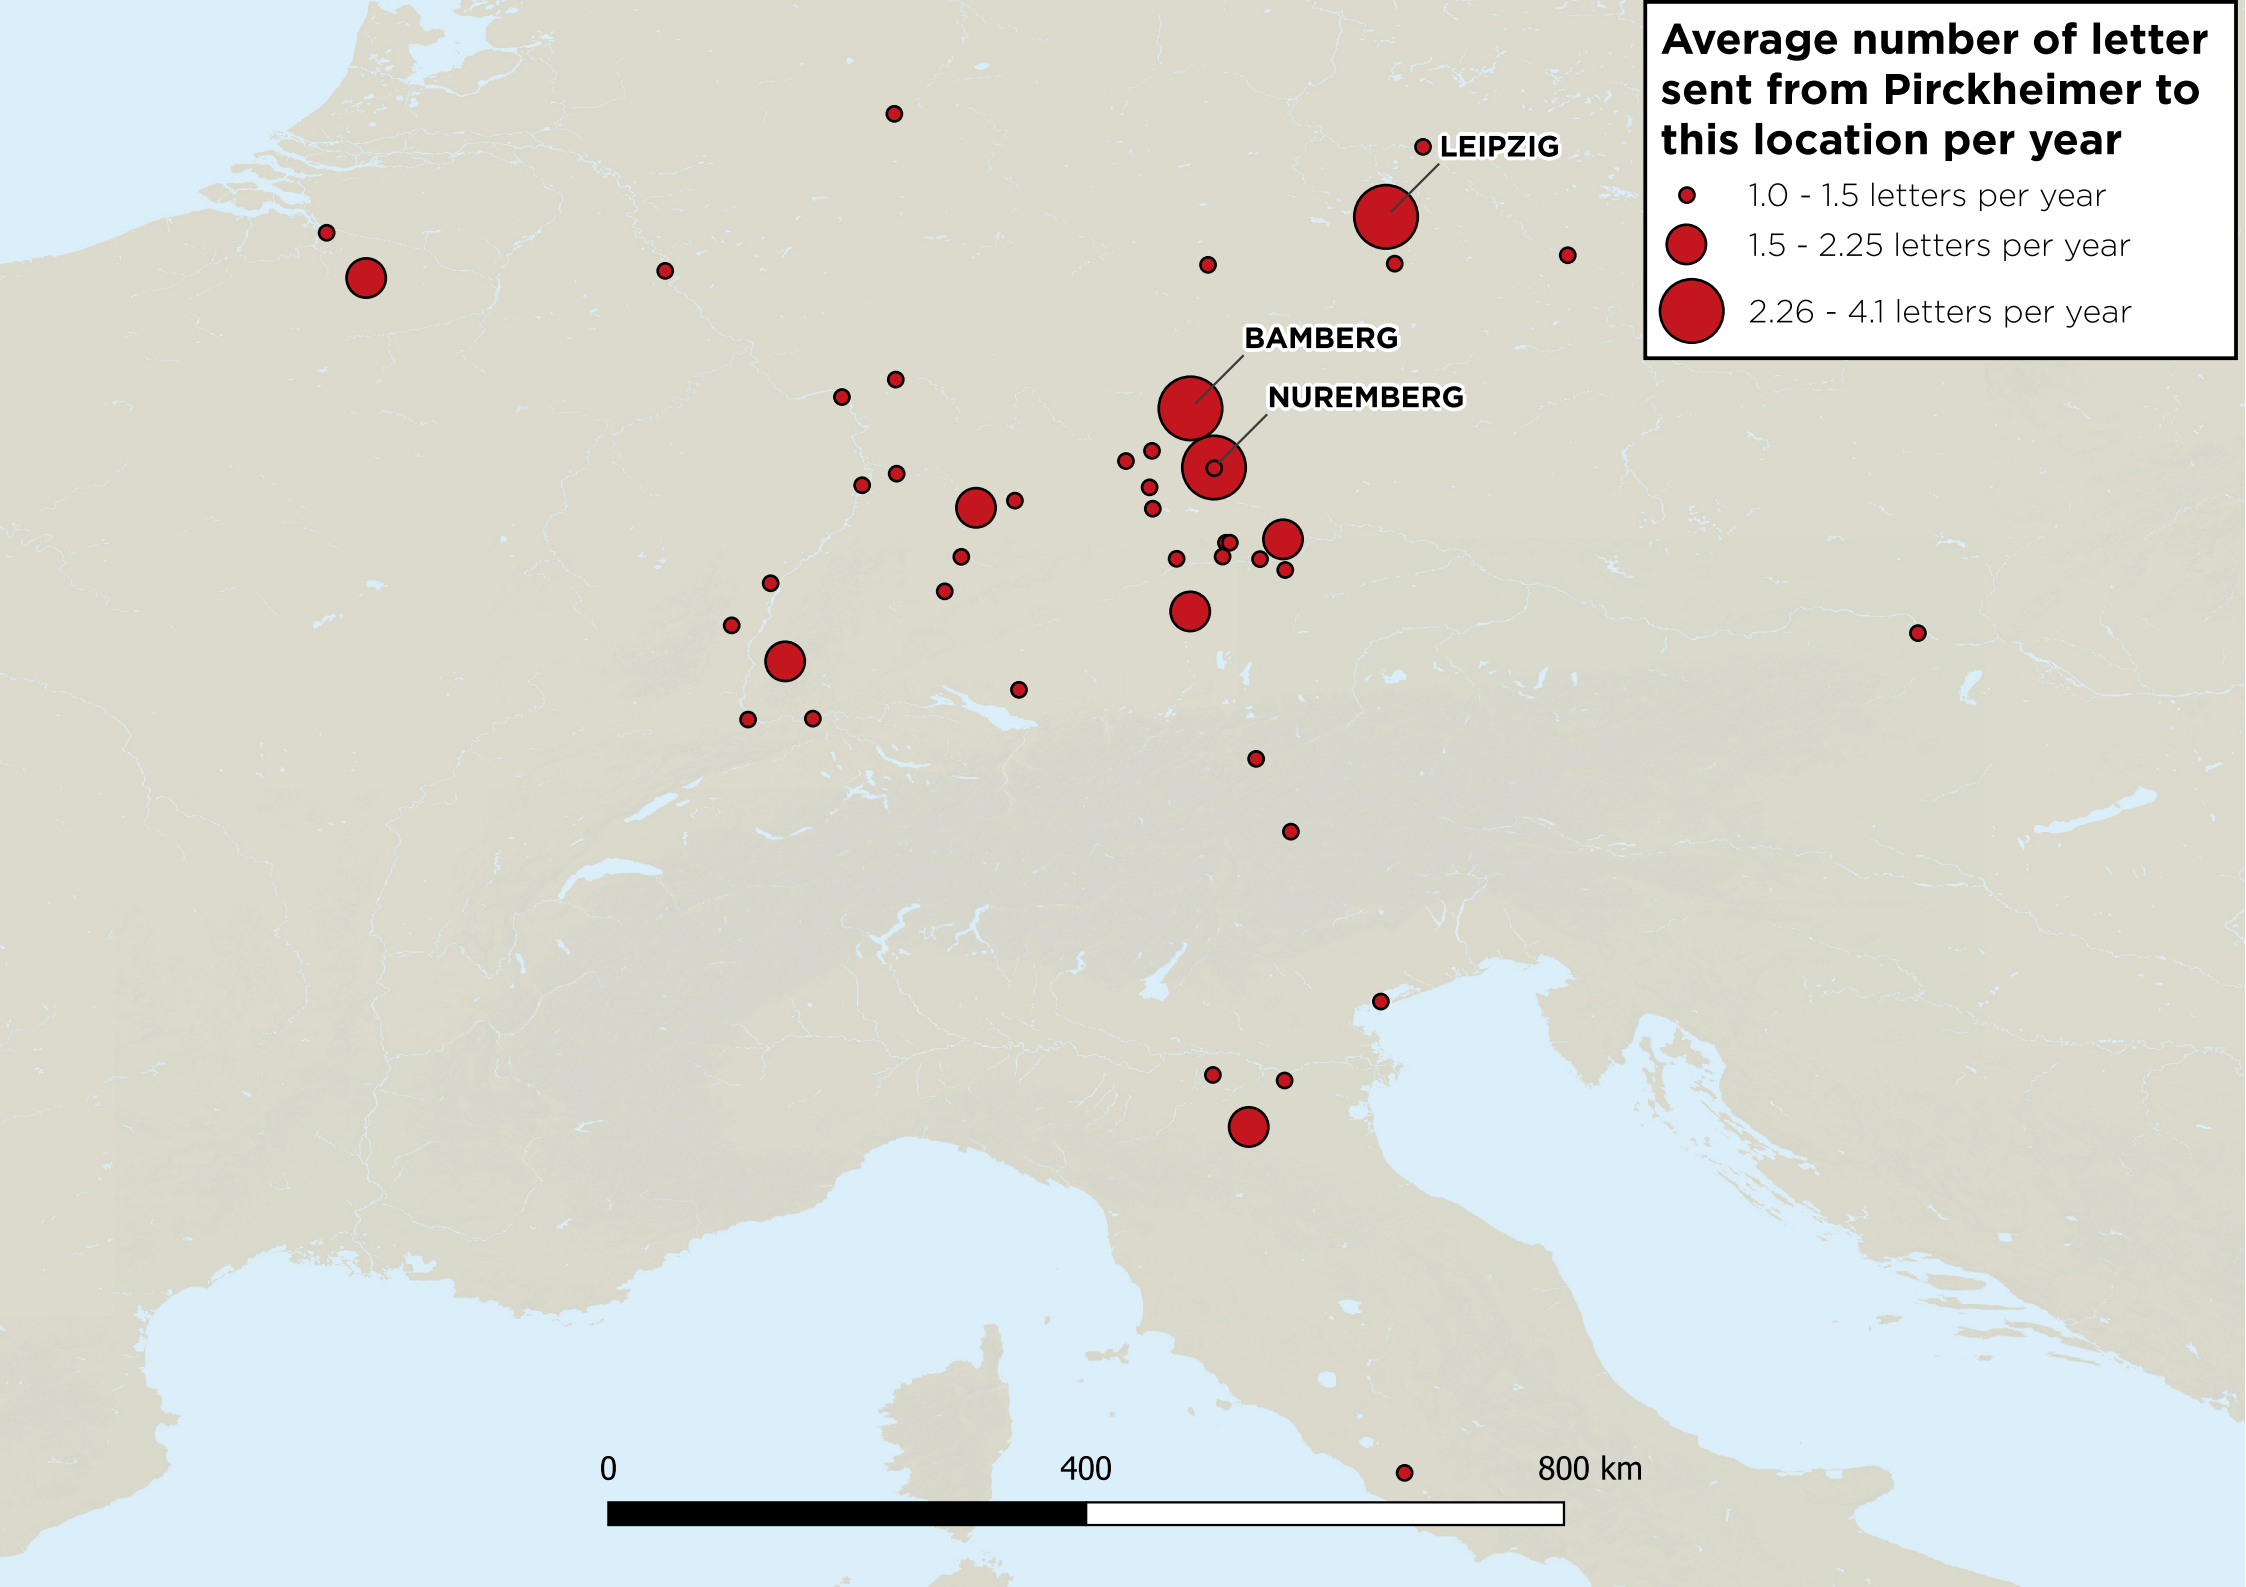 Average number of letter
sent from Pirckheimer to
this location per year
1.0 - 1.5 letters per year
1.5 - 2.25 letters per year
2.26 - 4.1 letters per year
LEIPZIG
BAMBERG
NUREMBERG
0 400 800 km